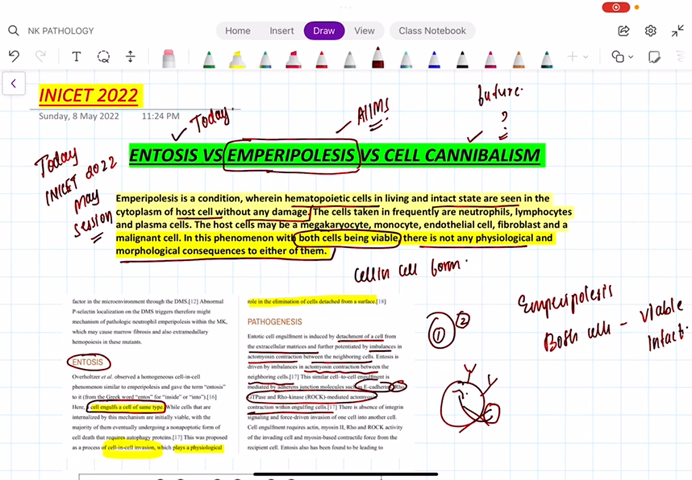 NK PATHOLOGY
Home
Insert
Draw
View
Class Notebook
INICET 2022
Sunday, 8 May 2022 11:24 PM
Today
AIIMS
future
?
Today
INICET 2022
May
Session
ENTOSIS VS EMPERIPOLESIS VS CELL CANNIBALISM
Emperipolesis is a condition, wherein hematopoietic cells in living and intact state are seen in the
cytoplasm of host cell without any damage. The cells taken in frequently are neutrophils, lymphocytes
and plasma cells. The host cells may be a megakaryocyte, monocyte, endothelial cell, fibroblast and a
malignant cell. In this phenomenon with both cells being viable, there is not any physiological and
morphological consequences to either of them.
Cell in cell form.
factor in the microenvironment through the DMS.[12] Abnormal
P-selectin localization on the DMS triggers therefore might
mechanism of pathologic neutrophil emperipolesis within the MK,
which may cause marrow fibrosis and also extramedullary
hemopoiesis in these mutants.
ENTOSIS
Overholtzer et al. observed a homogeneous cell-in-cell
phenomenon similar to emperipolesis and gave the term "entosis"
to it (from the Greek word "entos" for "inside" or "into").[16]
Here, a cell engulfs a cell of same type. While cells that are
internalized by this mechanism are initially viable, with the
majority of them eventually undergoing a nonapoptotic form of
cell death that requires autophagy proteins.[17] This was proposed
as a process of cell-in-cell invasion, which plays a physiological
role in the elimination of cells detached from a surface.[18]
PATHOGENESIS
Entotic cell engulfment is induced by detachment of a cell from
the extracellular matrices and further potentiated by imbalances in
actomyosin contraction between the neighboring cells. Entosis is
driven by imbalances in actomyosin contraction between the
neighboring cells.[17] This similar cell-to-cell engulfment is
mediated by adherens junction molecules such as E-cadherin, Rho
GTPase and Rho-kinase (ROCK)-mediated actomyosin
contraction within engulfing cells. There is absence of integrin
signaling and force-driven invasion of one cell into another cell.
Cell engulfment requires actin, myosin II, Rho and ROCK activity
of the invading cell and myosin-based contractile force from the
recipient cell. Entosis also has been found to be leading to
1
2
Emperipolesis
Both cells - viable
Intact